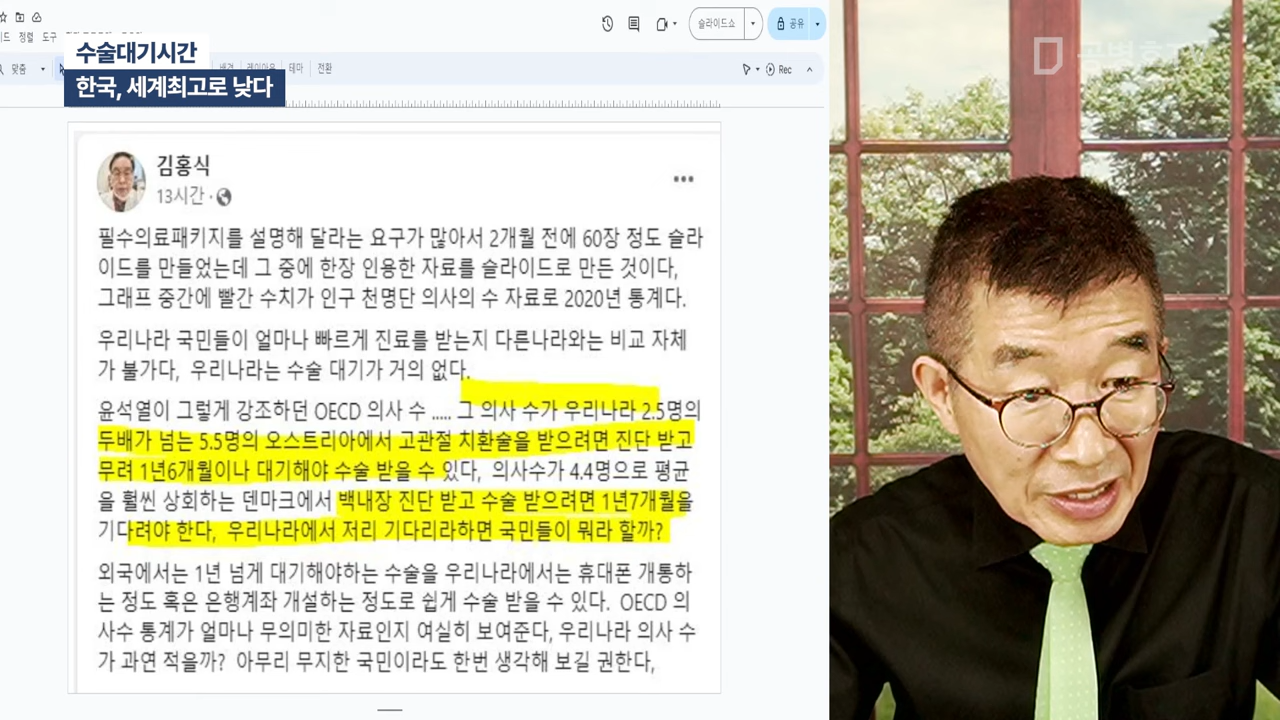 슬라이드쇼
공유
이드 정렬 도구
수술대기시간
맞춤
테마
전환
Rec
한국, 세계최고로 낮다
김홍식
13시간 ·
필수의료패키지를 설명해 달라는 요구가 많아서 2개월 전에 60장 정도 슬라
이드를 만들었는데 그 중에 한장 인용한 자료를 슬라이드로 만든 것이다,
그래프 중간에 빨간 수치가 인구 천명단 의사의 수 자료로 2020년 통계다.
우리나라 국민들이 얼마나 빠르게 진료를 받는지 다른나라와는 비교 자체
가 불가다, 우리나라는 수술 대기가 거의 없다.
윤석열이 그렇게 강조하던 OECD 의사 수 ..... 그 의사 수가 우리나라 2.5명의
두배가 넘는 5.5명의 오스트리아에서 고관절 치환술을 받으려면 진단 받고
무려 1년6개월이나 대기해야 수술 받을 수 있다, 의사수가 4.4명으로 평균
을 훨씬 상회하는 덴마크에서 백내장 진단 받고 수술 받으려면 1년7개월을
기다려야 한다, 우리나라에서 저리 기다리라하면 국민들이 뭐라 할까?
외국에서는 1년 넘게 대기해야하는 수술을 우리나라에서는 휴대폰 개통하
는 정도 혹은 은행계좌 개설하는 정도로 쉽게 수술 받을 수 있다. OECD 의
사수 통계가 얼마나 무의미한 자료인지 여실히 보여준다, 우리나라 의사 수
가 과연 적을까? 아무리 무지한 국민이라도 한번 생각해 보길 권한다,